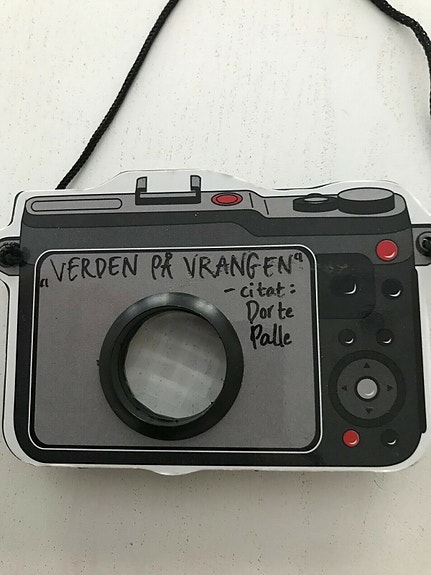 „VERDEN PÅ VRANGEN"
- citat:
Dorte
Palle